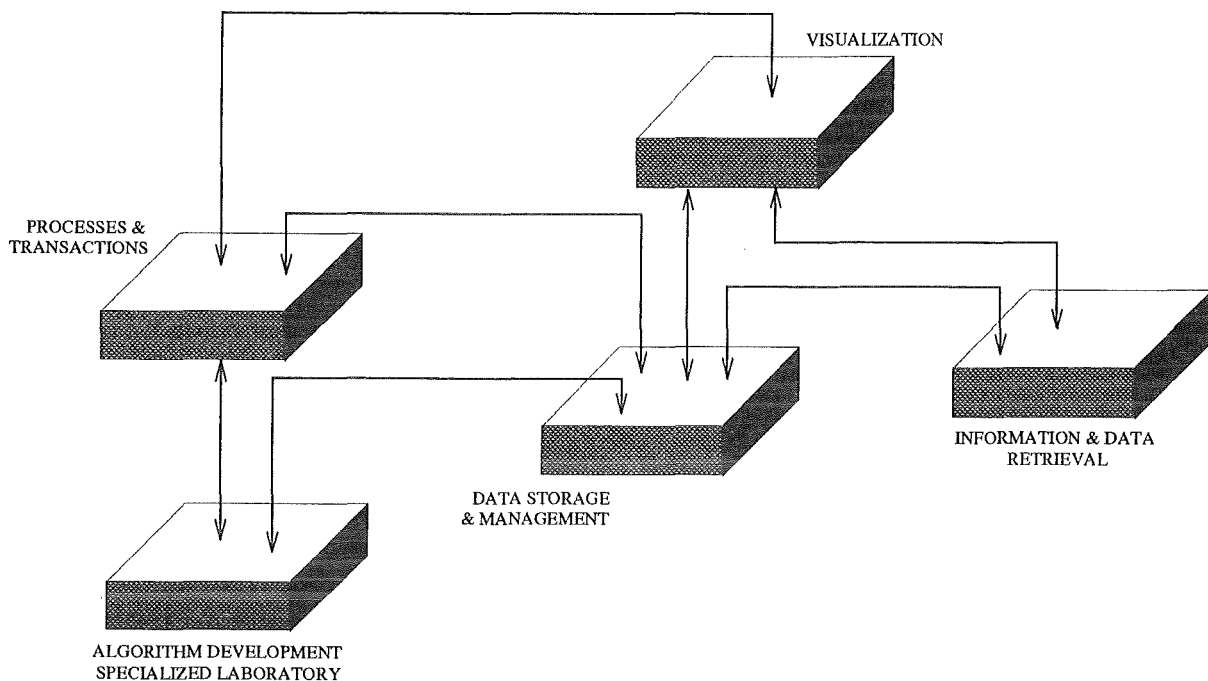 VISUALIZATION
PROCESSES &
TRANSACTIONS
INFORMATION & DATA
RETRIEVAL
DATA STORAGE
& MANAGEMENT
ALGORITHM DEVELOPMENT
SPECIALIZED LABORATORY